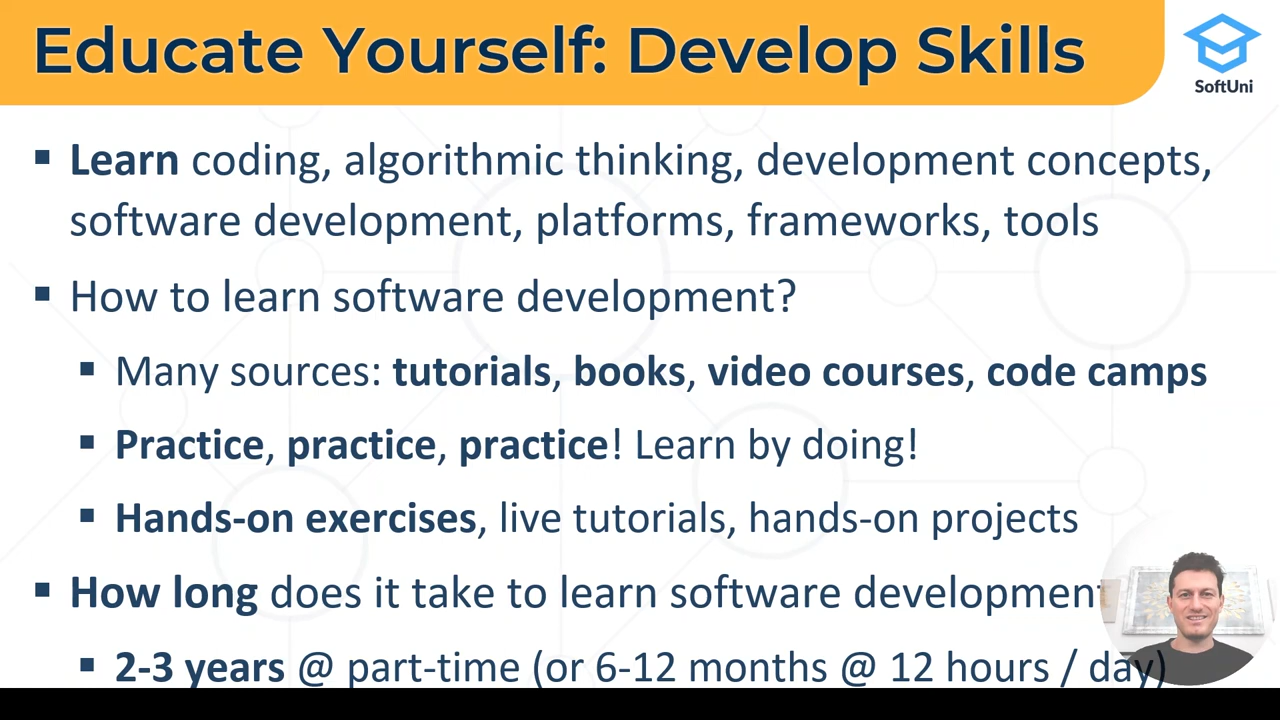 Educate Yourself: Develop Skills
SoftUni
▪ Learn coding, algorithmic thinking, development concepts,
software development, platforms, frameworks, tools
▪ How to learn software development?
▪ Many sources: tutorials, books, video courses, code camps
▪ Practice, practice, practice! Learn by doing!
▪ Hands-on exercises, live tutorials, hands-on projects
▪ How long does it take to learn software development
▪ 2-3 years @ part-time (or 6-12 months @ 12 hours / day)